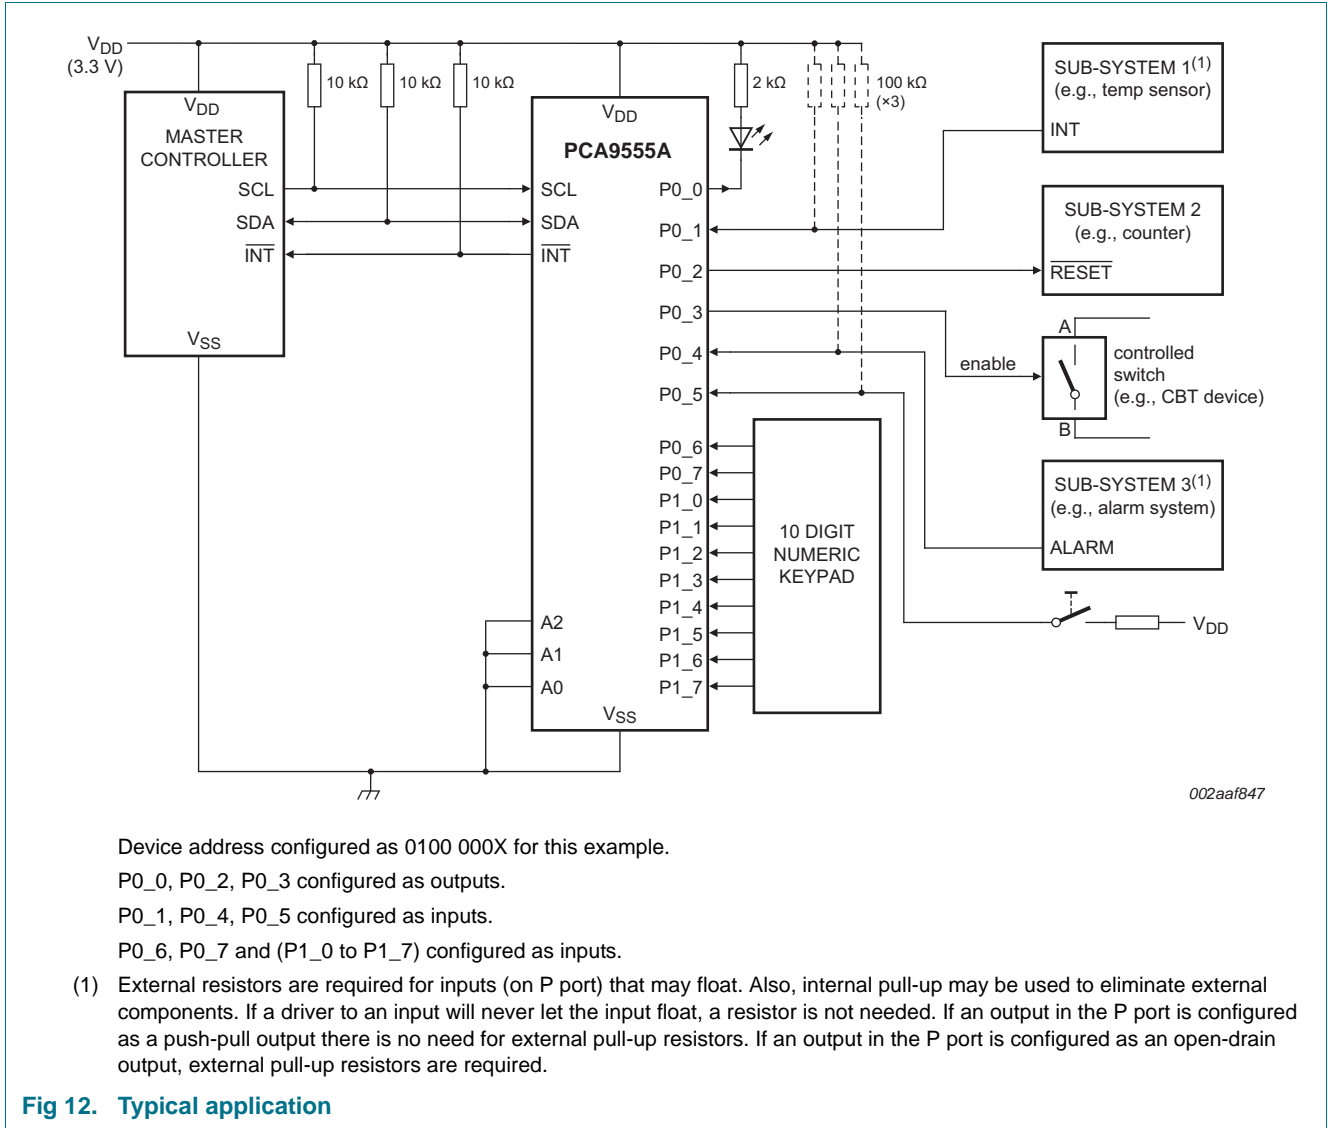 VDD
(3.3 V)
10 kΩ
10 kΩ
10 kΩ
2 kΩ
100 kΩ
(×3)
VDD
MASTER
CONTROLLER
SCL
SDA
INT
VSS
VDD
PCA9555A
SCL
SDA
INT
A2
A1
A0
VSS
P0_0
P0_1
P0_2
P0_3
P0_4
P0_5
P0_6
P0_7
P1_0
P1_1
P1_2
P1_3
P1_4
P1_5
P1_6
P1_7
10 DIGIT
NUMERIC
KEYPAD
SUB-SYSTEM 1(1)
(e.g., temp sensor)
INT
SUB-SYSTEM 2
(e.g., counter)
RESET
A
enable
controlled
switch
(e.g., CBT device)
B
SUB-SYSTEM 3(1)
(e.g., alarm system)
ALARM
VDD
002aaf847
Device address configured as 0100 000X for this example.
P0_0, P0_2, P0_3 configured as outputs.
P0_1, P0_4, P0_5 configured as inputs.
P0_6, P0_7 and (P1_0 to P1_7) configured as inputs.
(1) External resistors are required for inputs (on P port) that may float. Also, internal pull-up may be used to eliminate external
components. If a driver to an input will never let the input float, a resistor is not needed. If an output in the P port is configured
as a push-pull output there is no need for external pull-up resistors. If an output in the P port is configured as an open-drain
output, external pull-up resistors are required.
Fig 12. Typical application